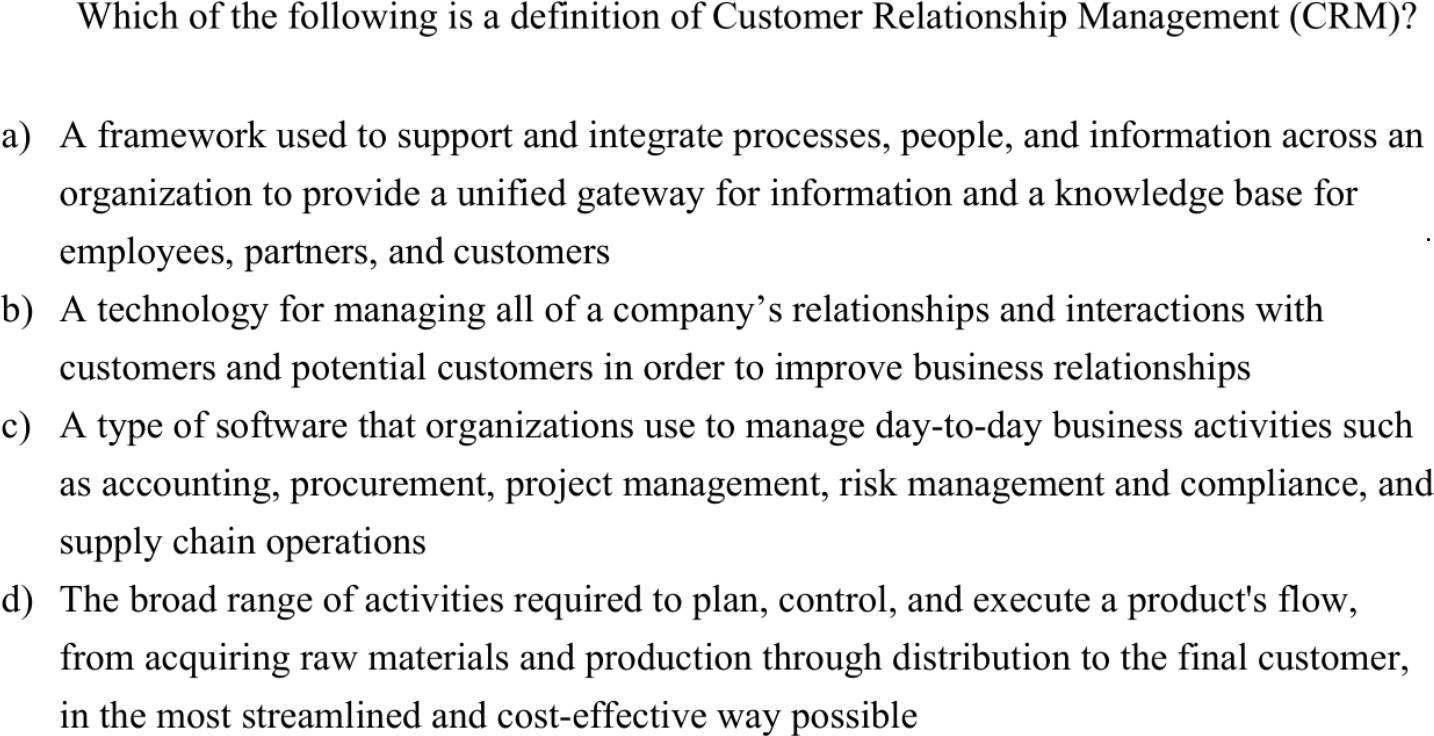 Which of the following is a definition of Customer Relationship Management (CRM)?
a) A framework used to support and integrate processes, people, and information across an
organization to provide a unified gateway for information and a knowledge base for
employees, partners, and customers
b) A technology for managing all of a company’s relationships and interactions with
customers and potential customers in order to improve business relationships
c) A type of software that organizations use to manage day-to-day business activities such
as accounting, procurement, project management, risk management and compliance, and
supply chain operations
d) The broad range of activities required to plan, control, and execute a product's flow,
from acquiring raw materials and production through distribution to the final customer,
in the most streamlined and cost-effective way possible